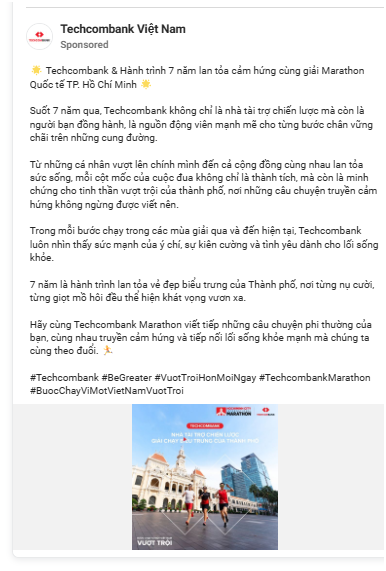 Techcombank Việt Nam
Sponsored
🌟 Techcombank & Hành trình 7 năm lan tỏa cảm hứng cùng giải Marathon
Quốc tế TP. Hồ Chí Minh 🌟
Suốt 7 năm qua, Techcombank không chỉ là nhà tài trợ chiến lược mà còn là
người bạn đồng hành, là nguồn động viên mạnh mẽ cho từng bước chân vững
chãi trên những cung đường.
Từ những cá nhân vượt lên chính mình đến cả cộng đồng cùng nhau lan tỏa
sức sống, mỗi cột mốc của cuộc đua không chỉ là thành tích, mà còn là minh
chứng cho tinh thần vượt trội của thành phố, nơi những câu chuyện truyền cảm
hứng không ngừng được viết nên.
Trong mỗi bước chạy trong các mùa giải qua và đến hiện tại, Techcombank
luôn nhìn thấy sức mạnh của ý chí, sự kiên cường và tình yêu dành cho lối sống
khỏe.
7 năm là hành trình lan tỏa vẻ đẹp biểu trưng của Thành phố, nơi từng nụ cười,
từng giọt mồ hôi đều thể hiện khát vọng vươn xa.
Hãy cùng Techcombank Marathon viết tiếp những câu chuyện phi thường của
bạn, cùng nhau truyền cảm hứng và tiếp nối lối sống khỏe mạnh mà chúng ta
cùng theo đuổi. 🏃
#Techcombank #BeGreater #VuotTroiHonMoiNgay #TechcombankMarathon
#BuocChayViMotVietNamVuotTroi
MARATHON
TECHCOMBANK
NHÀ TÀI TRỢ CHIẾN LƯỢC
GIẢI CHẠY BIỂU TRƯNG CỦA THÀNH PHỐ
VƯỢT TRỘI